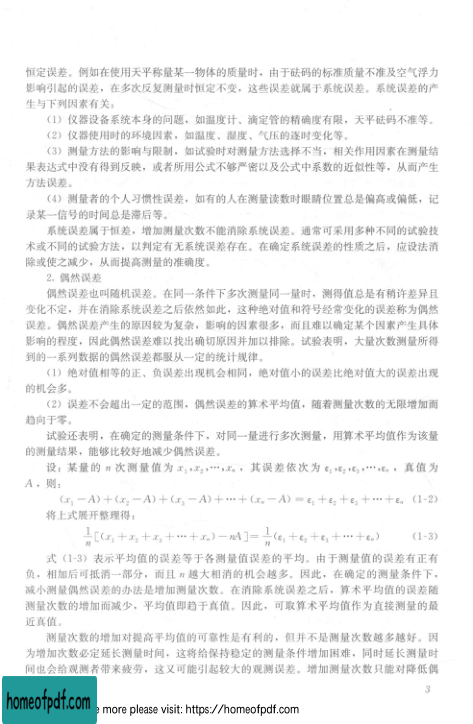 恒定误差。例如在使用天平称量某一物体的质量时，由于砝码的标准质量不准及空气浮力
影响引起的误差，在多次反复测量时恒定不变，这些误差就属于系统误差。系统误差的产
生与下列因素有关：
（1）仪器设备系统本身的问题，如温度计、滴定管的精确度有限，天平砝码不准等。
（2）仪器使用时的环境因素，如温度、湿度、气压的逐时变化等。
（3）测量方法的影响与限制，如试验时对测量方法选择不当，相关作用因素在测量结
果表达式中没有得到反映，或者所用公式不够严密以及公式中系数的近似性等，从而产生
方法误差。
（4）测量者的个人习惯性误差，如有的人在测量读数时眼睛位置总是偏高或偏低，记
录某一信号的时间总是滞后等。
系统误差属于恒差，增加测量次数不能消除系统误差。通常可采用多种不同的试验技
术或不同的试验方法，以判定有无系统误差存在。在确定系统误差的性质之后，应设法消
除或使之减少，从而提高测量的准确度。
2. 偶然误差
偶然误差也叫随机误差。在同一条件下多次测量同一量时，测得值总是有稍许差异且
变化不定，并在消除系统误差之后依然如此，这种绝对值和符号经常变化的误差称为偶然
误差。偶然误差产生的原因较为复杂，影响的因素很多，而且难以确定某个因素产生具体
影响的程度，因此偶然误差难以找出确切原因并加以排除。试验表明，大量次数测量所得
到的一系列数据的偶然误差都服从一定的统计规律。
（1）绝对值相等的正、负误差出现机会相同，绝对值小的误差比绝对值大的误差出现
的机会多。
（2）误差不会超出一定的范围，偶然误差的算术平均值，随着测量次数的无限增加而
趋向于零。
试验还表明，在确定的测量条件下，对同一量进行多次测量，用算术平均值作为该量
的测量结果，能够比较好地减少偶然误差。
设：某量的 n 次测量值为 x₁,x₂,…,xₙ，其误差依次为 ε₁,ε₂,ε₃,…,εₙ，真值为
A，则：
(x₁－A)＋(x₂－A)＋(x₃－A)＋…＋(xₙ－A)＝ε₁＋ε₂＋ε₃＋…＋εₙ (1-2)
将上式展开整理得：
1/n[(x₁＋x₂＋x₃＋…＋xₙ)－nA]＝1/n(ε₁＋ε₂＋ε₃＋…＋εₙ) (1-3)
式（1-3）表示平均值的误差等于各测量值误差的平均。由于测量值的误差有正有
负，相加后可抵消一部分，而且 n 越大相消的机会越多。因此，在确定的测量条件下，
减小测量偶然误差的办法是增加测量次数。在消除系统误差之后，算术平均值的误差随
测量次数的增加而减少，平均值即趋于真值。因此，可取算术平均值作为直接测量的最
近真值。
测量次数的增加对提高平均值的可靠性是有利的，但并不是测量次数越多越好。因
为增加次数必定延长测量时间，这将给保持稳定的测量条件增加困难，同时延长测量时
间也会给观测者带来疲劳，这又可能引起较大的观测误差。增加测量次数只能对降低偶
3
homeofpdf.com
more please visit: https://homeofpdf.com